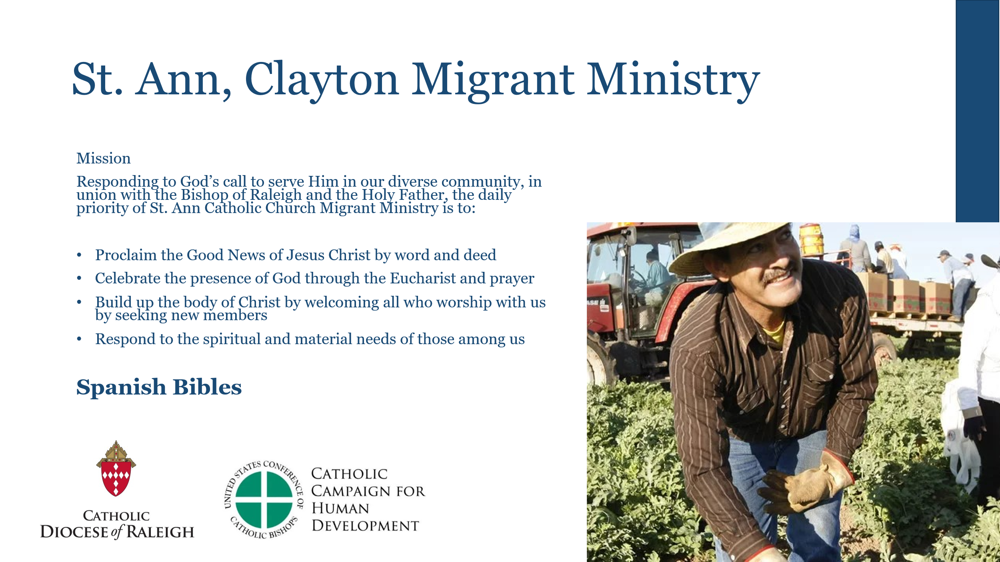 St. Ann, Clayton Migrant Ministry
Mission
Responding to God’s call to serve Him in our diverse community, in
union with the Bishop of Raleigh and the Holy Father, the daily
priority of St. Ann Catholic Church Migrant Ministry is to:
• Proclaim the Good News of Jesus Christ by word and deed
• Celebrate the presence of God through the Eucharist and prayer
• Build up the body of Christ by welcoming all who worship with us
by seeking new members
• Respond to the spiritual and material needs of those among us
Spanish Bibles
CATHOLIC
DIOCESE of RALEIGH
UNITED STATES CONFERENCE OF
CATHOLIC BISHOPS
CATHOLIC
CAMPAIGN FOR
HUMAN
DEVELOPMENT
CASE IH